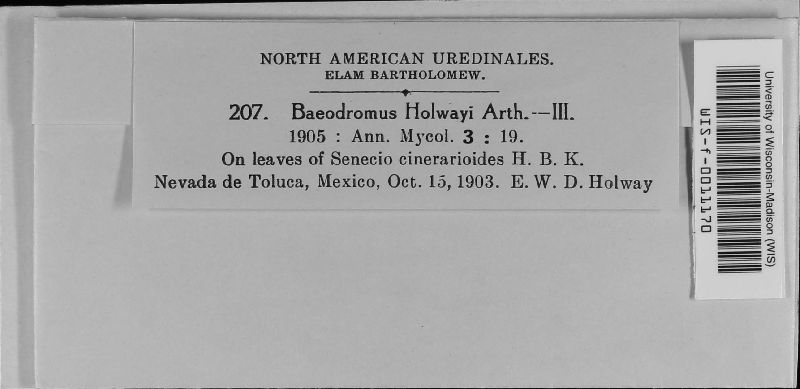 NORTH AMERICAN UREDINALES.
ELAM BARTHOLOMEW.
207. Baeodromus Holwayi Arth.—III.
1905 : Ann. Mycol. 3 : 19.
On leaves of Senecio cinerarioides H. B. K.
Nevada de Toluca, Mexico, Oct. 15, 1903. E. W. D. Holway
University of Wisconsin-Madison (WIS)
WIS-f-0011170